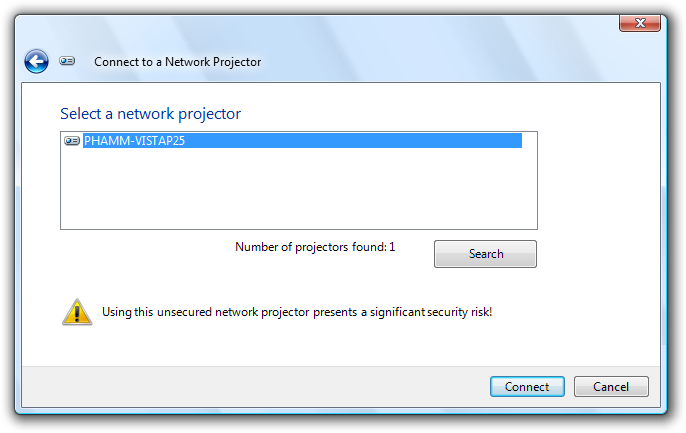 Connect to a Network Projector
Select a network projector
PHAMM-VISTAP25
Number of projectors found: 1
Search
Using this unsecured network projector presents a significant security risk!
Connect
Cancel